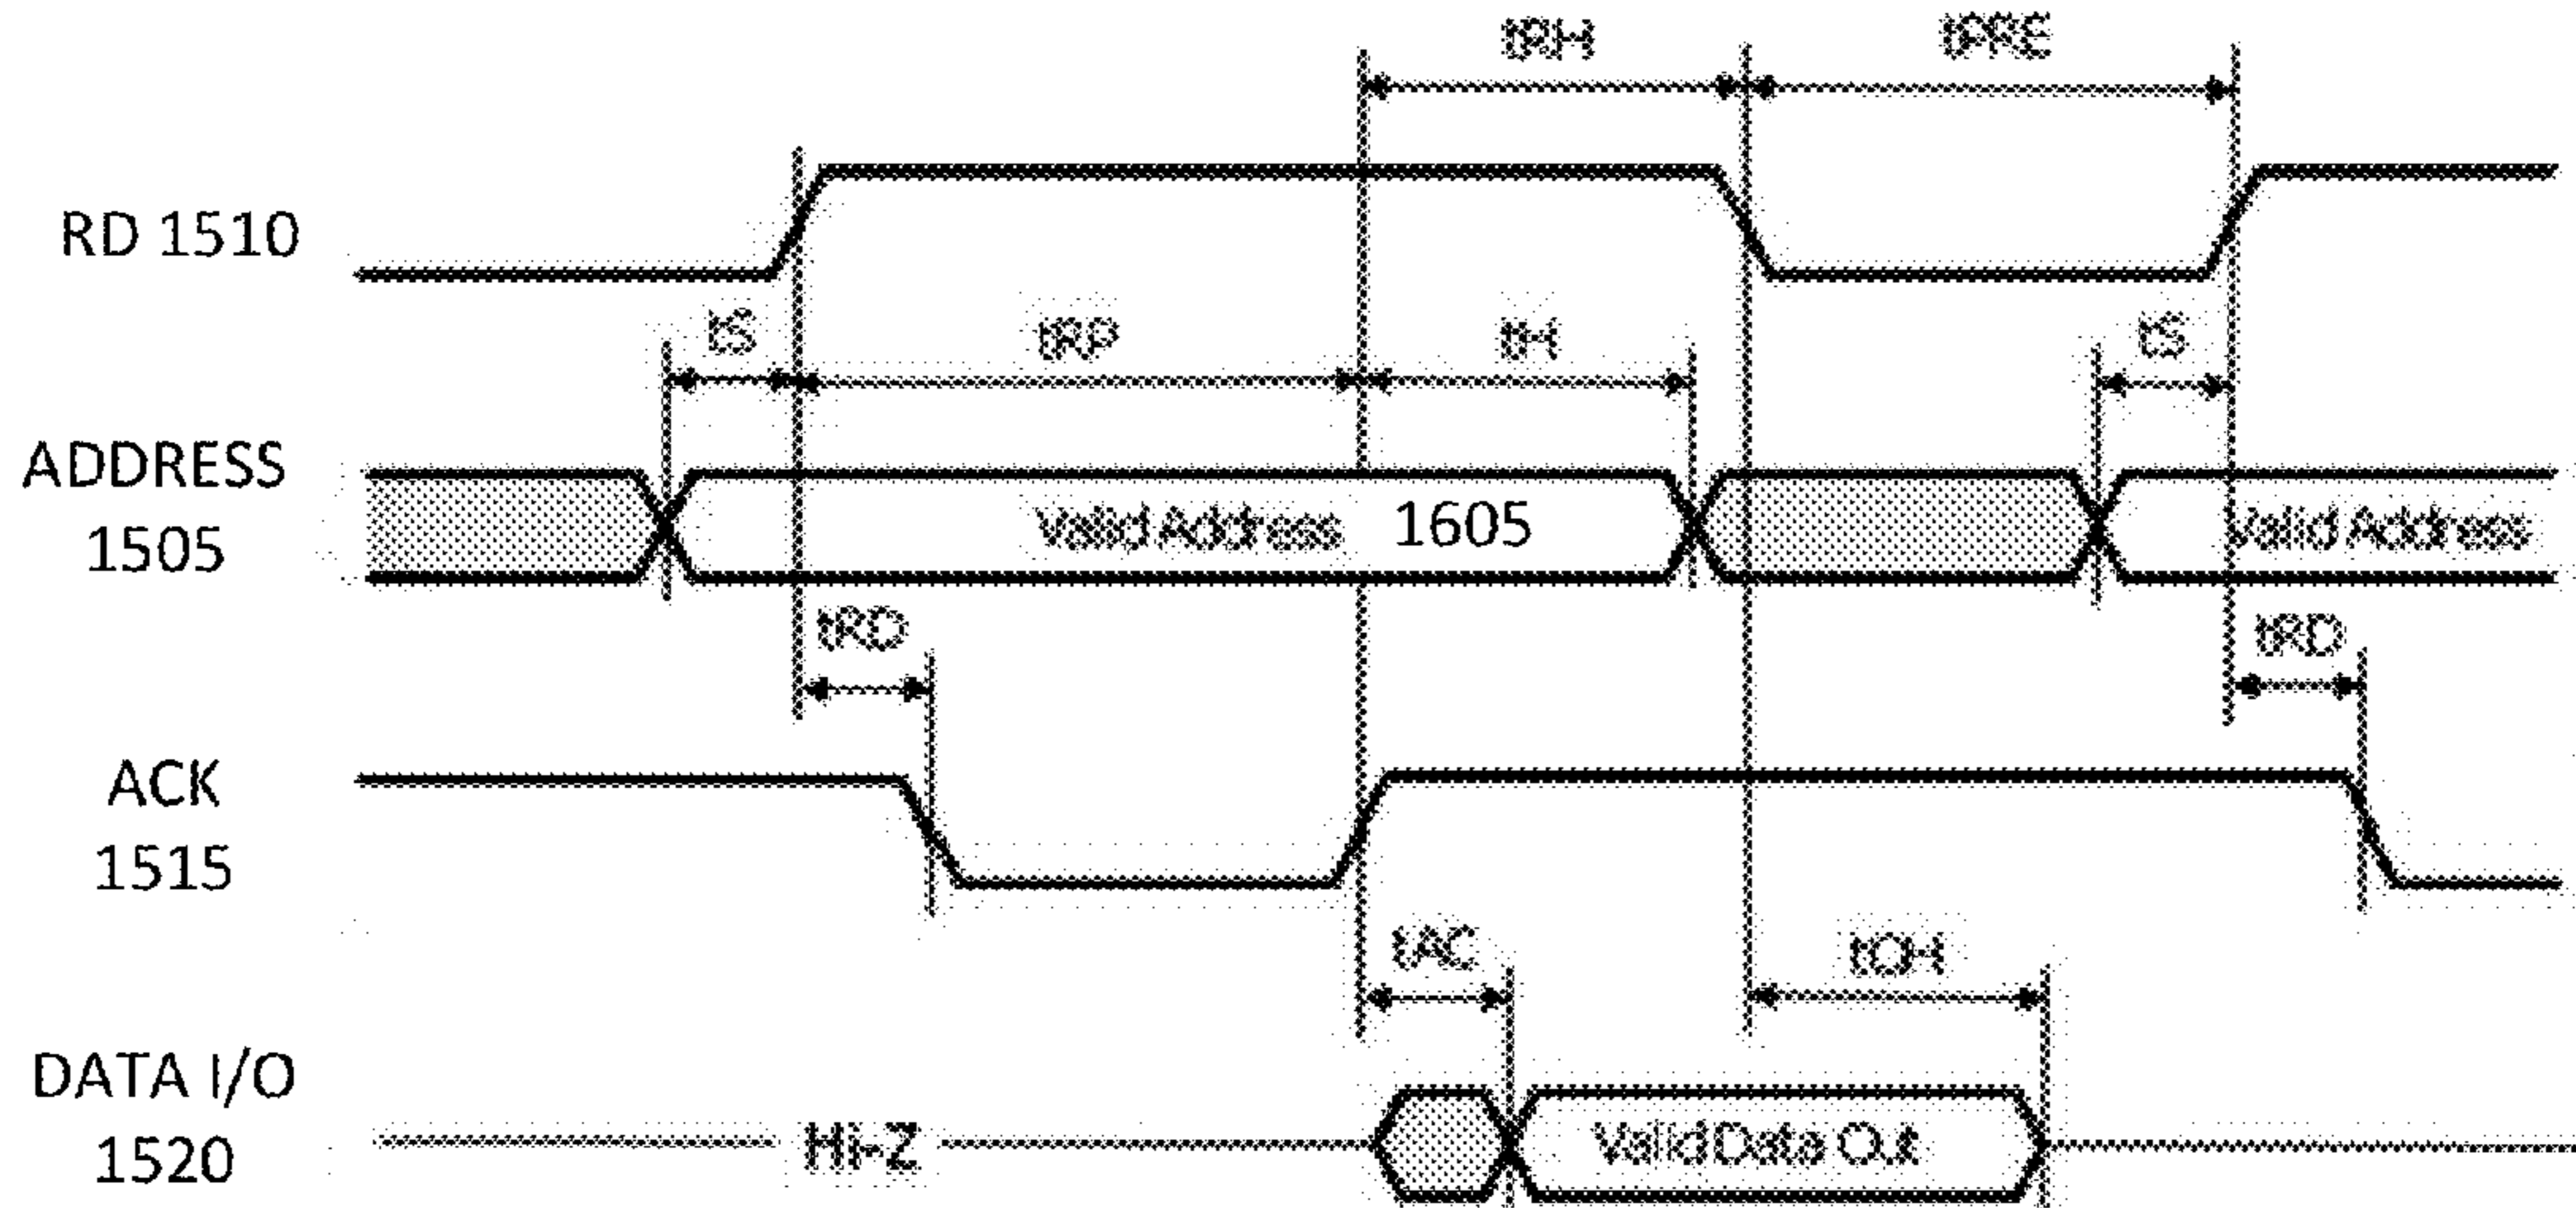 tRH tPRE
RD 1510
tS tRP tH tS
ADDRESS
1505
Valid Address 1605 Valid Address
tRD tRD
ACK
1515
tAC tOH
DATA I/O
1520
Hi-Z Valid Data Out